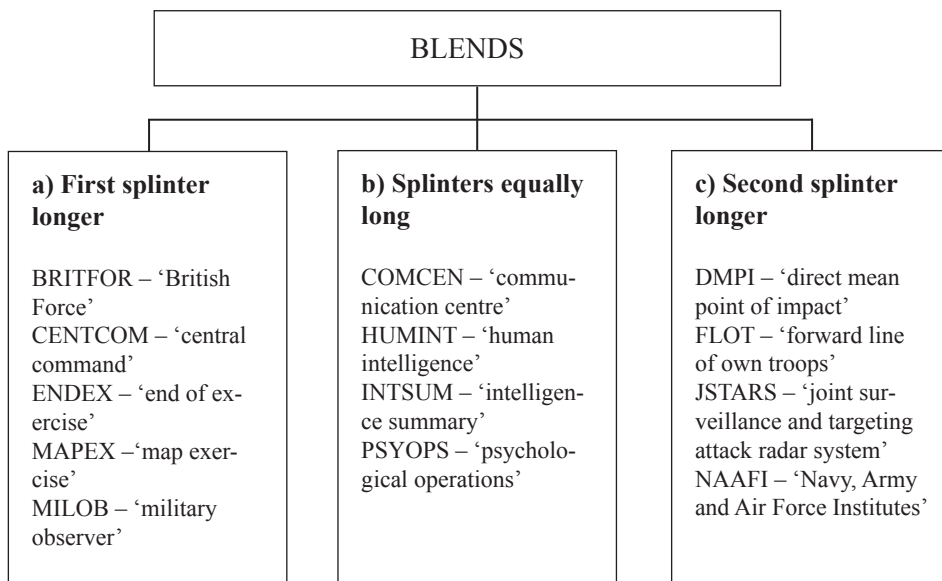 BLENDS
a) First splinter
longer
BRITFOR – ‘British
Force’
CENTCOM – ‘central
command’
ENDEX – ‘end of ex-
ercise’
MAPEX –‘map exer-
cise’
MILOB – ‘military
observer’
b) Splinters equally
long
COMCEN – ‘commu-
nication centre’
HUMINT – ‘human
intelligence’
INTSUM – ‘intelligen-
ce summary’
PSYOPS – ‘psycholo-
gical operations’
c) Second splinter
longer
DMPI – ‘direct mean
point of impact’
FLOT – ‘forward line
of own troops’
JSTARS – ‘joint sur-
veillance and targeting
attack radar system’
NAAFI – ‘Navy, Army
and Air Force Institutes’